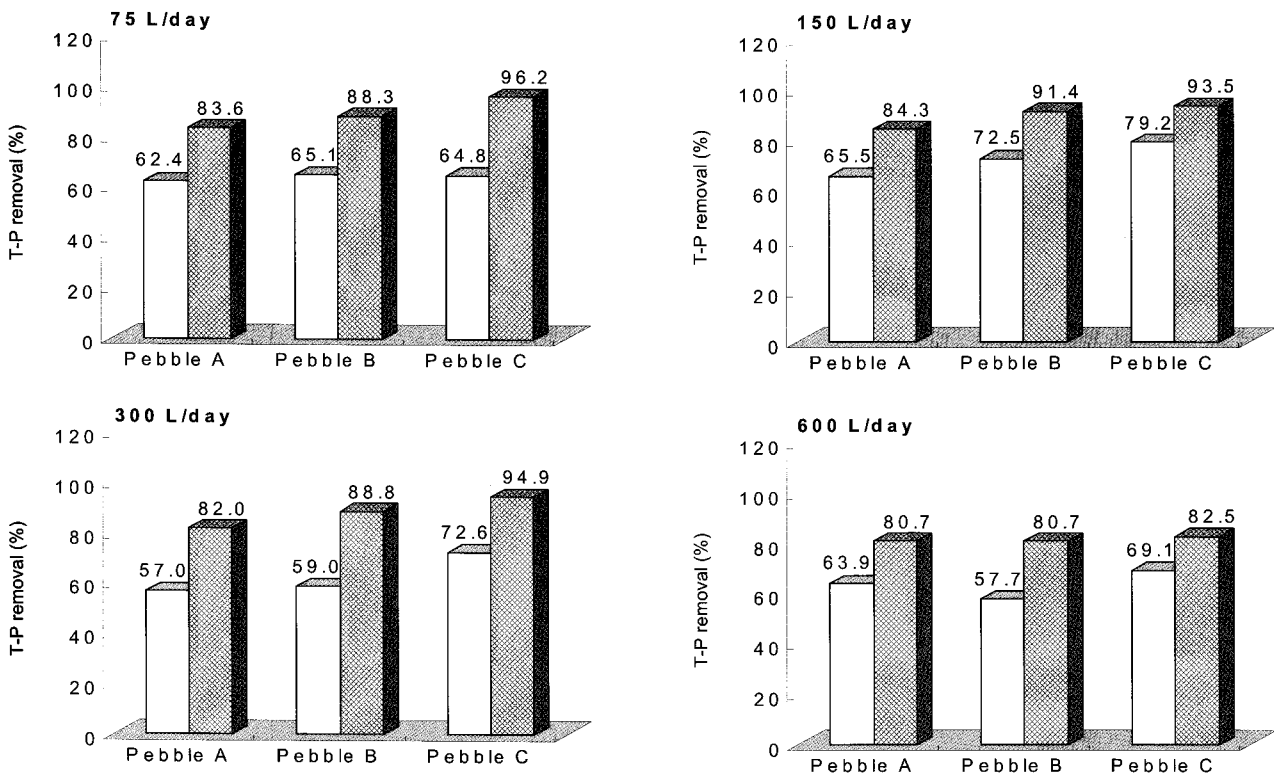 75 L/day
T-P removal (%)
120
100
80
60
40
20
0
62.4
83.6
65.1
88.3
64.8
96.2
Pebble A
Pebble B
Pebble C
150 L/day
T-P removal (%)
120
100
80
60
40
20
0
65.5
84.3
72.5
91.4
79.2
93.5
Pebble A
Pebble B
Pebble C
300 L/day
T-P removal (%)
120
100
80
60
40
20
0
57.0
82.0
59.0
88.8
72.6
94.9
Pebble A
Pebble B
Pebble C
600 L/day
T-P removal (%)
120
100
80
60
40
20
0
63.9
80.7
57.7
80.7
69.1
82.5
Pebble A
Pebble B
Pebble C